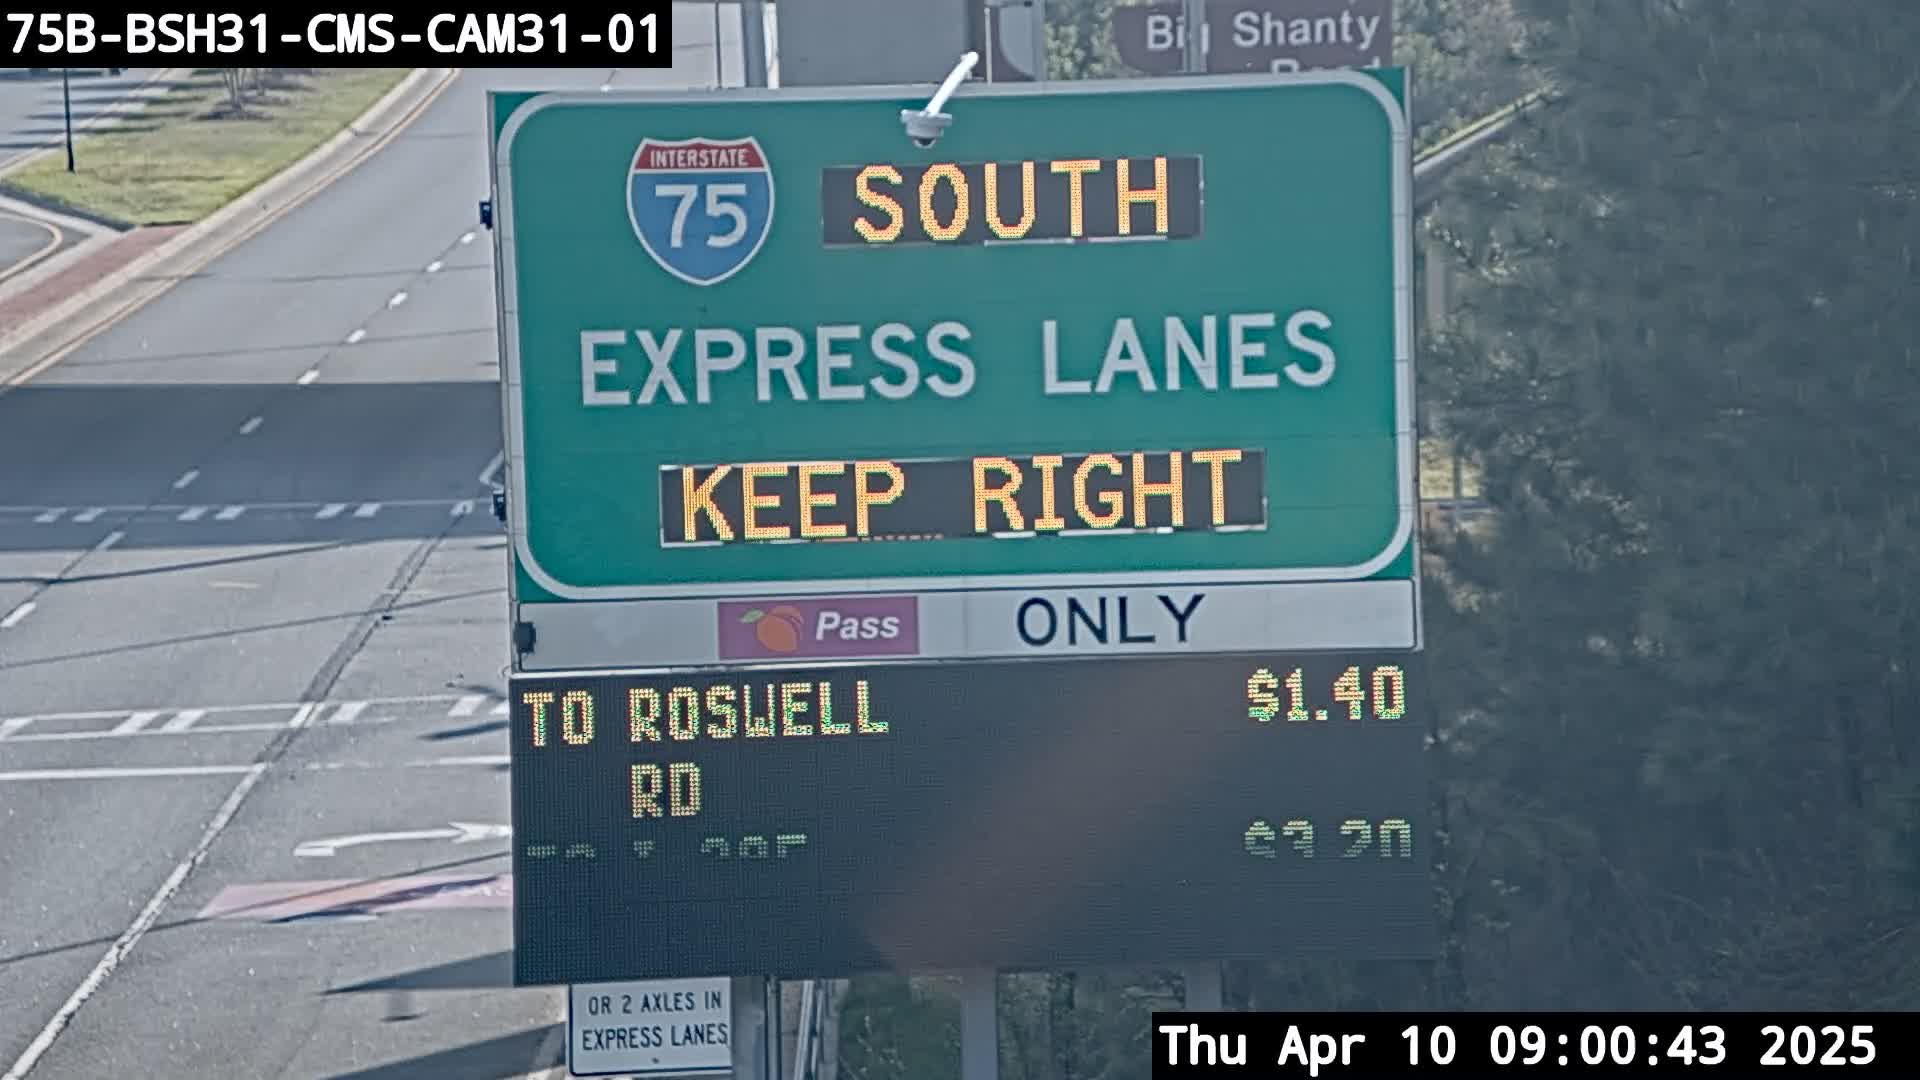 75B-BSH31-CMS-CAM31-01
Big Shanty
INTERSTATE
75
SOUTH
EXPRESS LANES
KEEP RIGHT
Pass ONLY
TO ROSWELL $1.40
RD
OR 2 AXLES IN
EXPRESS LANES
Thu Apr 10 09:00:43 2025